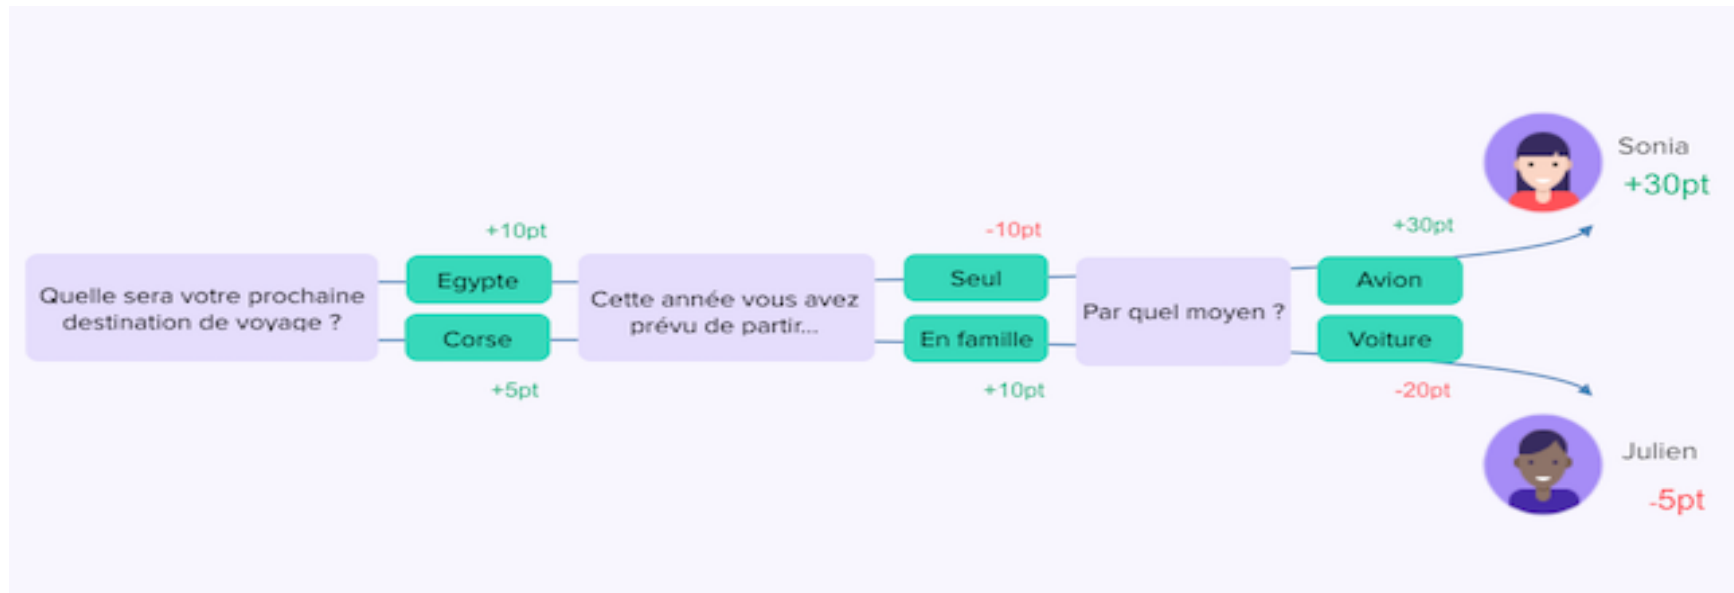 Quelle sera votre prochaine
destination de voyage ?
+10pt
Egypte
Corse
+5pt
Cette année vous avez
prévu de partir...
-10pt
Seul
En famille
+10pt
Par quel moyen ?
+30pt
Avion
Voiture
-20pt
Sonia
+30pt
Julien
-5pt